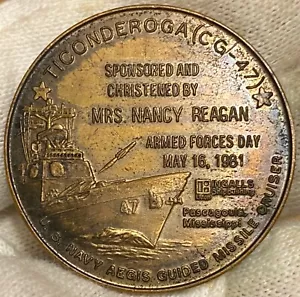 TICONDEROGA (CG-47)
SPONSORED AND
CHRISTENED BY
MRS. NANCY REAGAN
ARMED FORCES DAY
MAY 16, 1981
INGALLS
SHIPBUILDING
Pascagoula,
Mississippi
47
U.S. NAVY AEGIS GUIDED MISSILE CRUISER